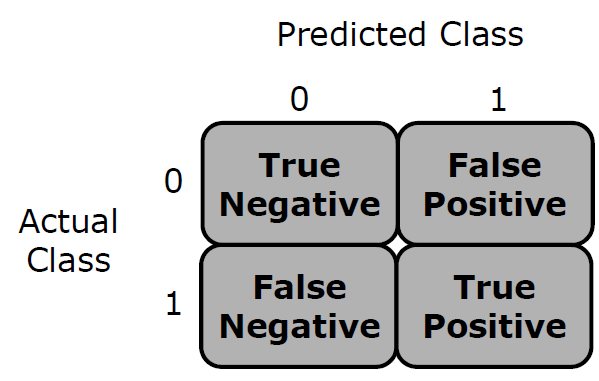 Predicted Class
0 1
0
True
Negative
False
Positive
Actual
Class
1
False
Negative
True
Positive